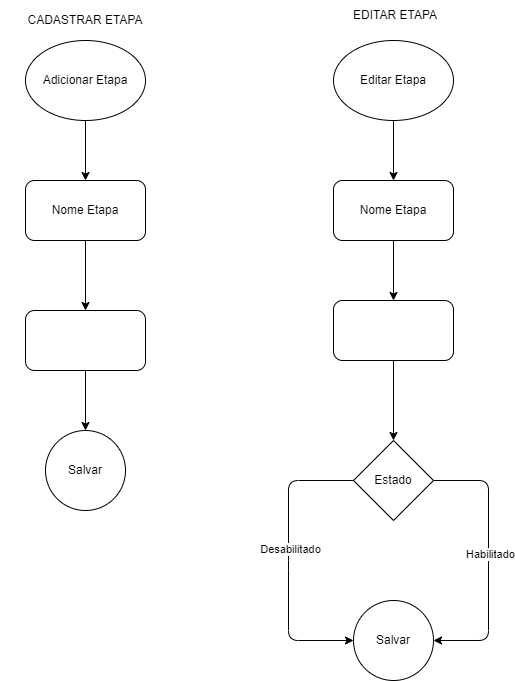 CADASTRAR ETAPA
Adicionar Etapa
Nome Etapa
Salvar
EDITAR ETAPA
Editar Etapa
Nome Etapa
Estado
Desabilitado
Habilitado
Salvar